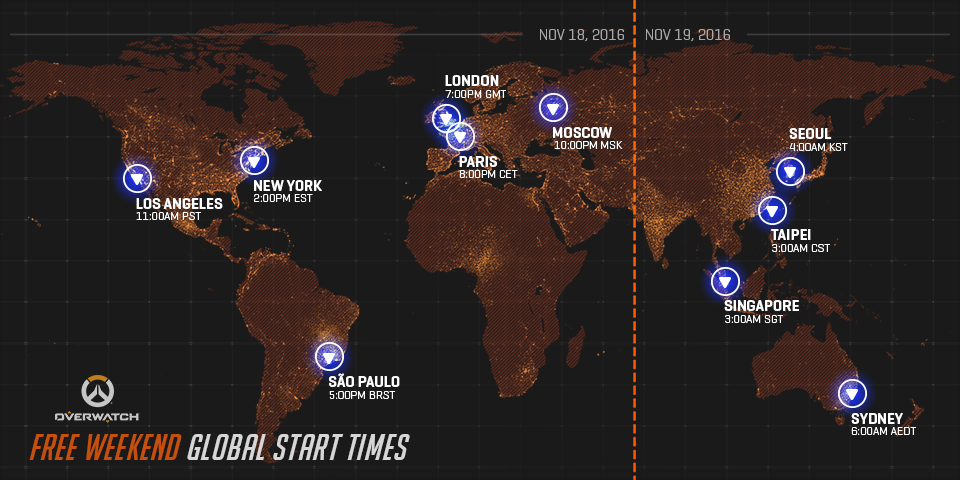 NOV 18, 2016
NOV 19, 2016
LONDON
7:00PM GMT
MOSCOW
10:00PM MSK
PARIS
8:00PM CET
SEOUL
4:00AM KST
NEW YORK
2:00PM EST
LOS ANGELES
11:00AM PST
TAIPEI
3:00AM CST
SINGAPORE
3:00AM SGT
SÃO PAULO
5:00PM BRST
SYDNEY
6:00AM AEDT
OVERWATCH
FREE WEEKEND GLOBAL START TIMES